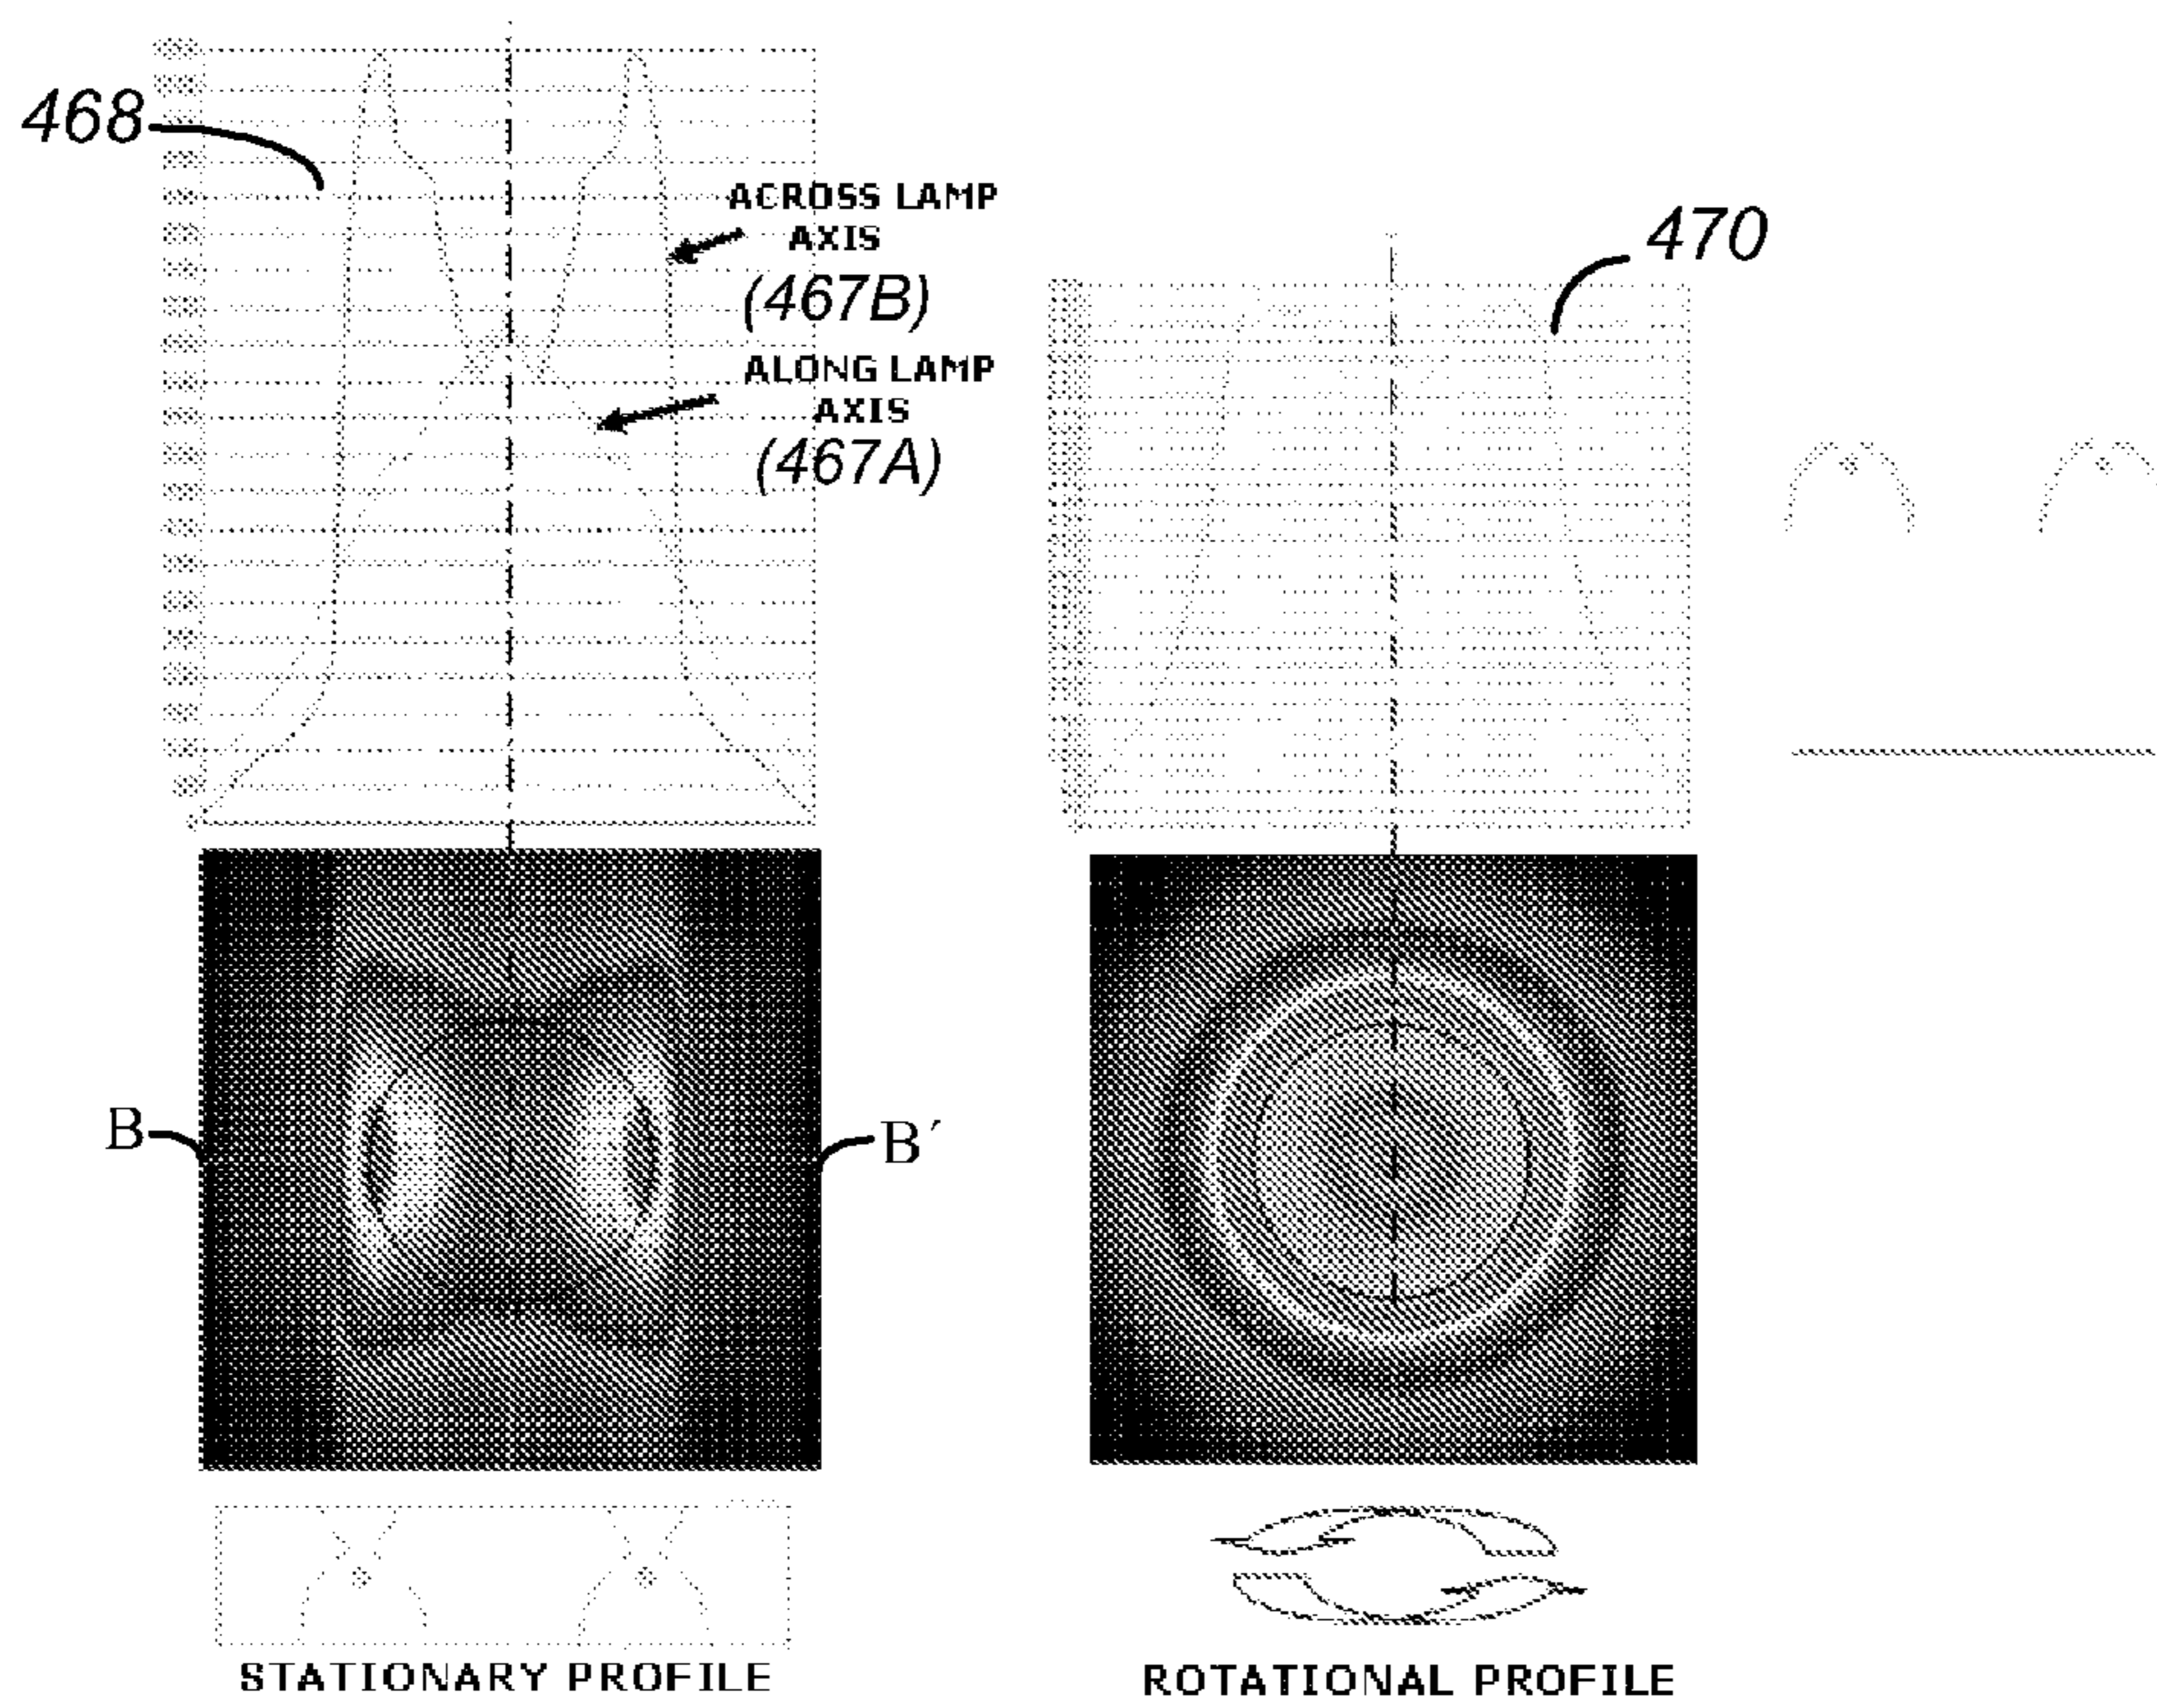 468
ACROSS LAMP
AXIS
(467B)
ALONG LAMP
AXIS
(467A)
470
B
B′
STATIONARY PROFILE
ROTATIONAL PROFILE